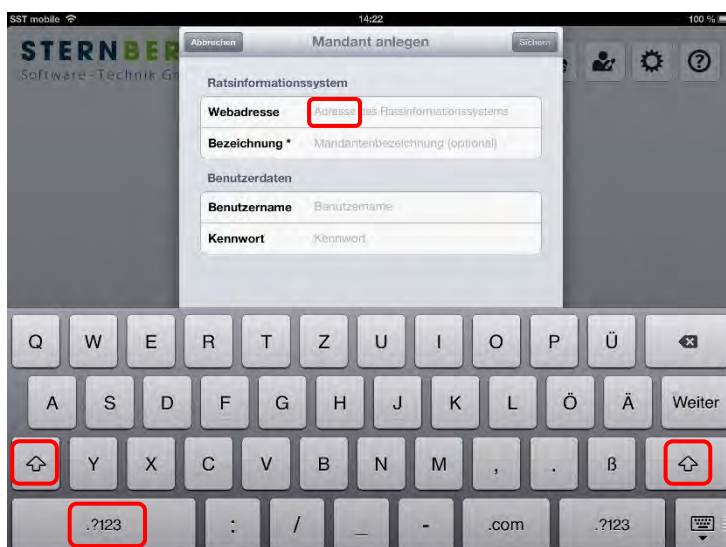 SST mobile 14:22 100 %
STERNBER
Software-Technik Gm
Abbrechen Mandant anlegen Sichern
Ratsinformationssystem
Webadresse Adresse des Ratsinformationssystems
Bezeichnung * Mandantenbezeichnung (optional)
Benutzerdaten
Benutzername Benutzername
Kennwort Kennwort
Q W E R T Z U I O P Ü
A S D F G H J K L Ö Ä Weiter
Y X C V B N M , . ß
.?123 : / _ - .com .?123